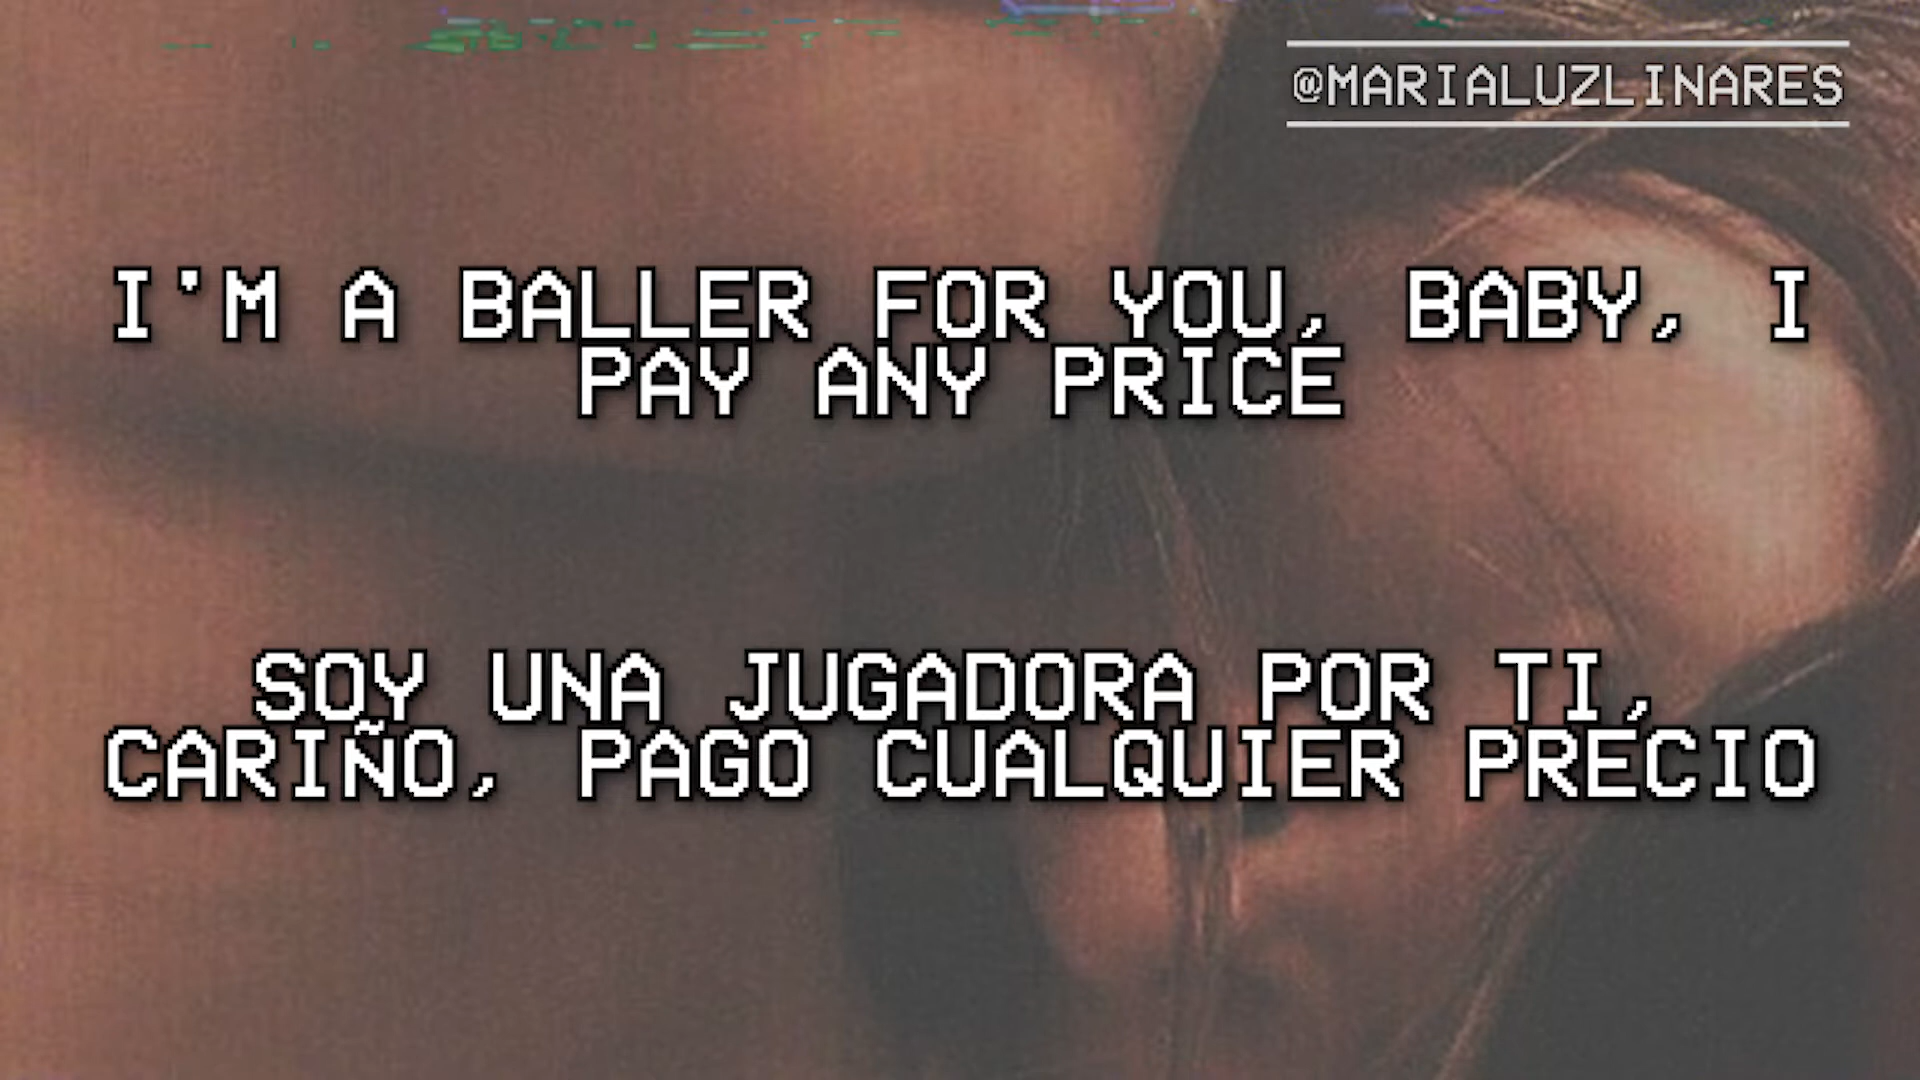 @MARIALUZLINARES
I'M A BALLER FOR YOU, BABY, I
PAY ANY PRICE
SOY UNA JUGADORA POR TI,
CARIÑO, PAGO CUALQUIER PRECIO